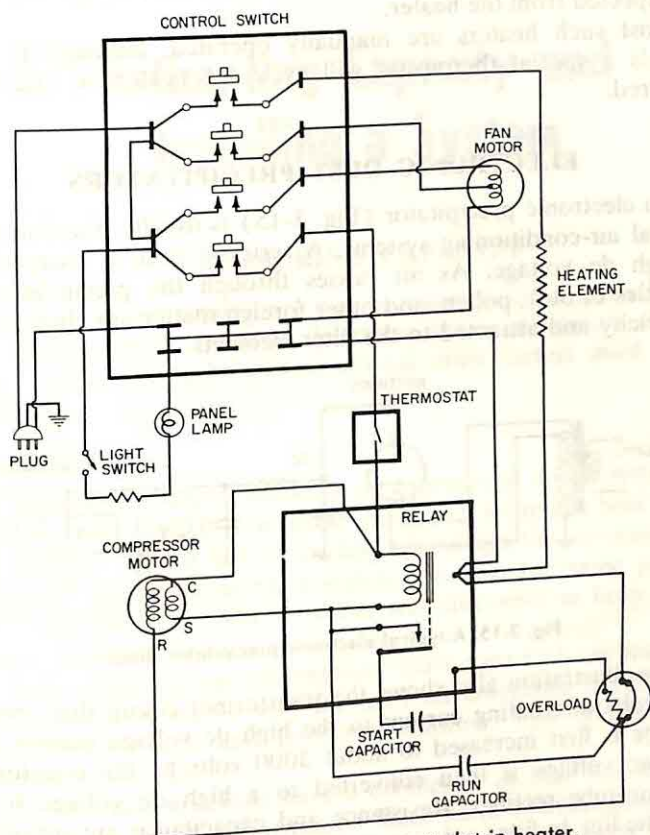 CONTROL SWITCH
FAN
MOTOR
HEATING
ELEMENT
THERMOSTAT
PANEL
LAMP
PLUG
LIGHT
SWITCH
RELAY
COMPRESSOR
MOTOR
C
S
R
OVERLOAD
START
CAPACITOR
RUN
CAPACITOR
heater